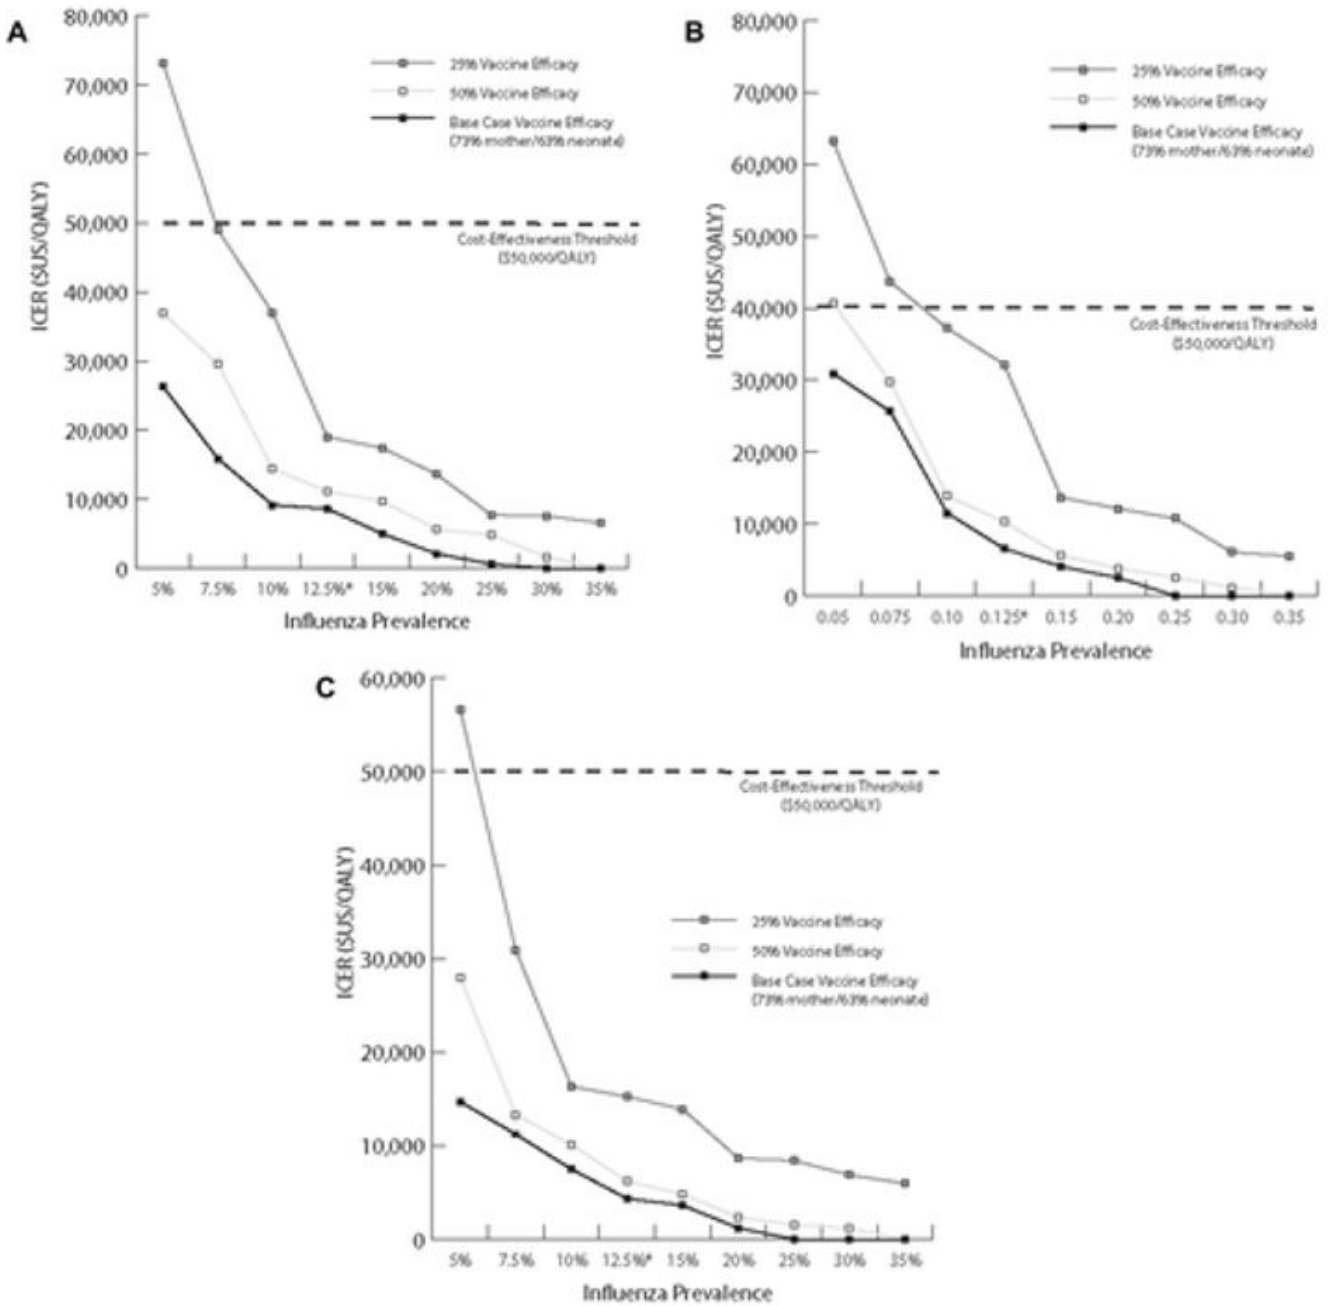 A
80,000
70,000
60,000
50,000
40,000
30,000
20,000
10,000
0
ICER ($US/QALY)
25% Vaccine Efficacy
50% Vaccine Efficacy
Base Case Vaccine Efficacy
(73% mother/63% neonate)
Cost-Effectiveness Threshold
($50,000/QALY)
5% 7.5% 10% 12.5%* 15% 20% 25% 30% 35%
Influenza Prevalence
B
80,000
70,000
60,000
50,000
40,000
30,000
20,000
10,000
0
ICER ($US/QALY)
25% Vaccine Efficacy
50% Vaccine Efficacy
Base Case Vaccine Efficacy
(73% mother/63% neonate)
Cost-Effectiveness Threshold
($50,000/QALY)
0.05 0.075 0.10 0.125* 0.15 0.20 0.25 0.30 0.35
Influenza Prevalence
C
60,000
50,000
40,000
30,000
20,000
10,000
0
ICER ($US/QALY)
Cost-Effectiveness Threshold
($50,000/QALY)
25% Vaccine Efficacy
50% Vaccine Efficacy
Base Case Vaccine Efficacy
(73% mother/63% neonate)
5% 7.5% 10% 12.5%* 15% 20% 25% 30% 35%
Influenza Prevalence